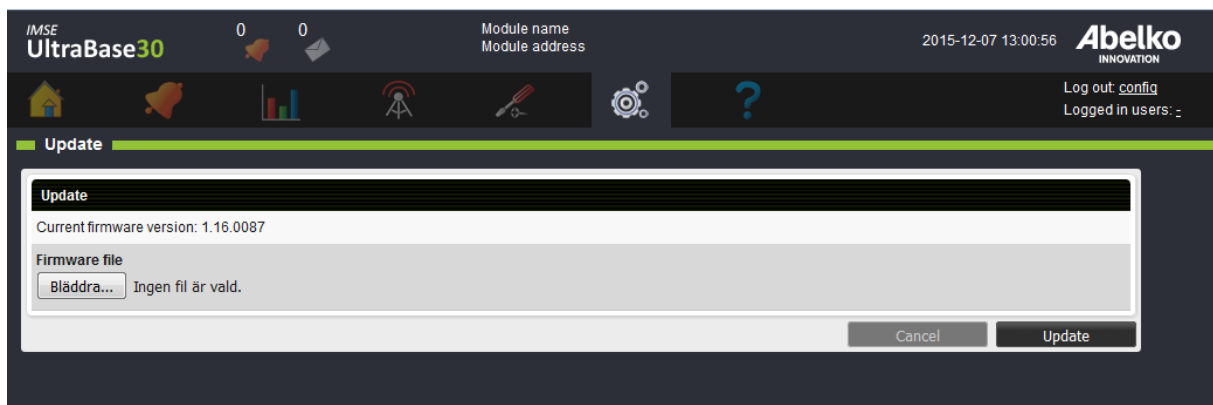 IMSE
UltraBase30
0
0
Module name
Module address
2015-12-07 13:00:56
Abelko
INNOVATION
Log out: config
Logged in users: -
Update
Update
Current firmware version: 1.16.0087
Firmware file
Bläddra... Ingen fil är vald.
Cancel
Update